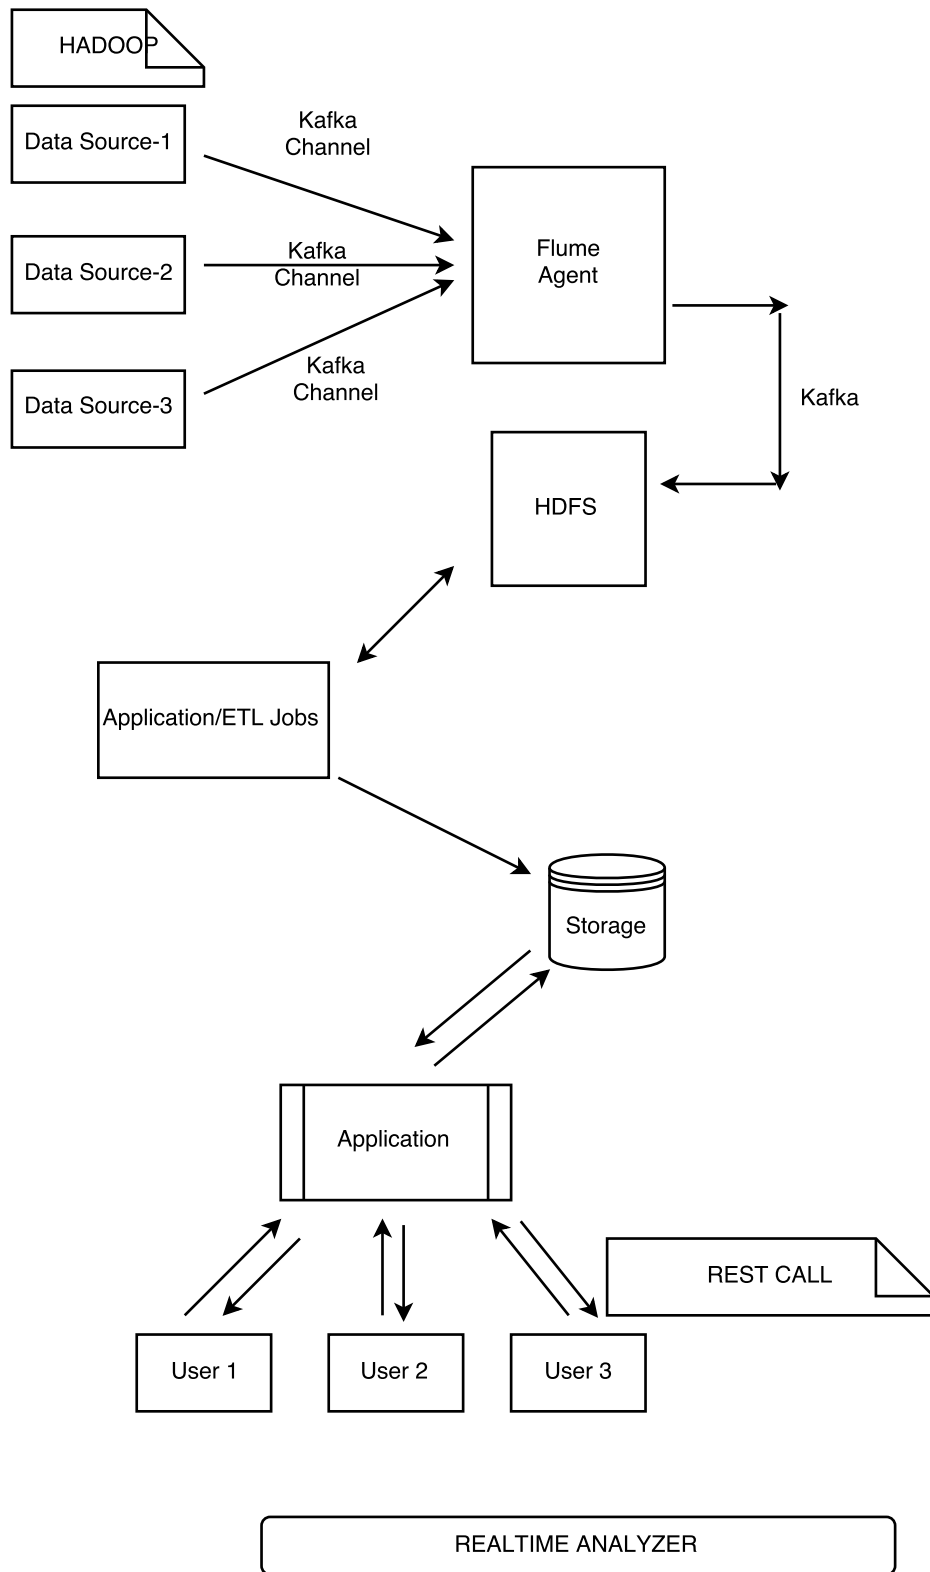 HADOOP
Data Source-1
Kafka
Channel
Flume
Agent
Data Source-2
Kafka
Channel
Kafka
Channel
Data Source-3
Kafka
HDFS
Application/ETL Jobs
Storage
Application
REST CALL
User 1
User 2
User 3
REALTIME ANALYZER